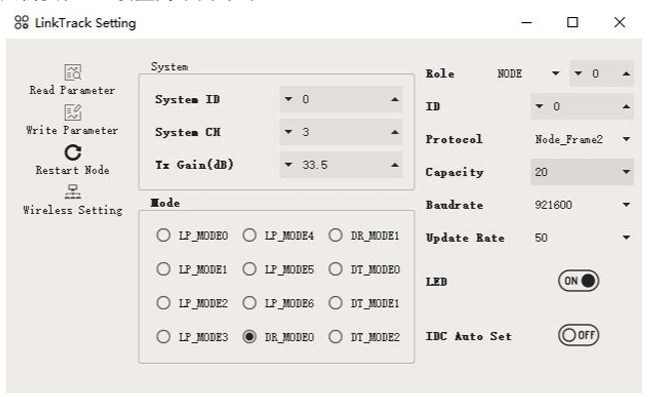 LinkTrack Setting
Read Parameter
Write Parameter
Restart Node
Wireless Setting
System
System ID 0
System CH 3
Tx Gain(dB) 33.5
Mode
LP_MODE0 LP_MODE4 DR_MODE1
LP_MODE1 LP_MODE5 DT_MODE0
LP_MODE2 LP_MODE6 DT_MODE1
LP_MODE3 DR_MODE0 DT_MODE2
Role NODE 0
ID 0
Protocol Node_Frame2
Capacity 20
Baudrate 921600
Update Rate 50
LED ON
IDC Auto Set OFF